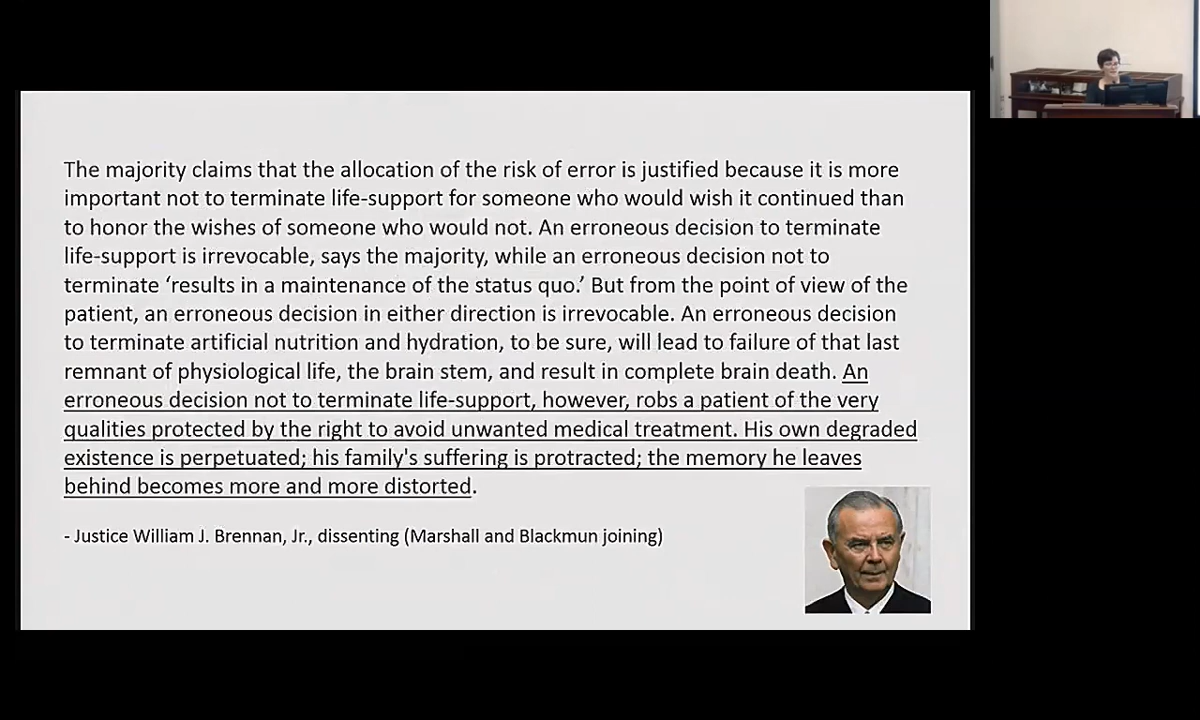 The majority claims that the allocation of the risk of error is justified because it is more
important not to terminate life-support for someone who would wish it continued than
to honor the wishes of someone who would not. An erroneous decision to terminate
life-support is irrevocable, says the majority, while an erroneous decision not to
terminate ‘results in a maintenance of the status quo.’ But from the point of view of the
patient, an erroneous decision in either direction is irrevocable. An erroneous decision
to terminate artificial nutrition and hydration, to be sure, will lead to failure of that last
remnant of physiological life, the brain stem, and result in complete brain death. An
erroneous decision not to terminate life-support, however, robs a patient of the very
qualities protected by the right to avoid unwanted medical treatment. His own degraded
existence is perpetuated; his family's suffering is protracted; the memory he leaves
behind becomes more and more distorted.
- Justice William J. Brennan, Jr., dissenting (Marshall and Blackmun joining)